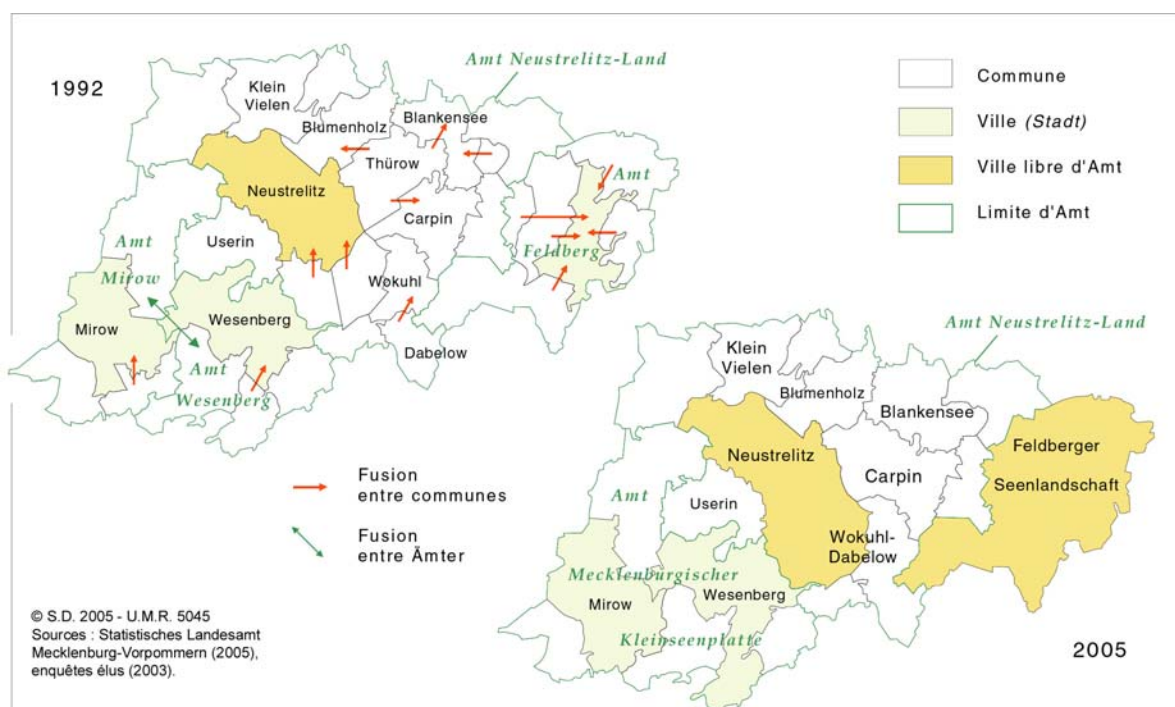 1992
Amt Neustrelitz-Land
Klein
Vielen
Blumenholz
Blankensee
Thürow
Neustrelitz
Carpin
Amt
Feldberg
Userin
Amt
Mirow
Wokuhl
Wesenberg
Mirow
Dabelow
Amt
Wesenberg
Commune
Ville (Stadt)
Ville libre d'Amt
Limite d'Amt
Fusion
entre communes
Fusion
entre Ämter
Amt Neustrelitz-Land
Klein
Vielen
Blumenholz
Blankensee
Neustrelitz
Carpin
Feldberger
Seenlandschaft
Amt
Userin
Wokuhl-
Dabelow
Mecklenburgischer
Mirow
Wesenberg
Kleinseenplatte
2005
© S.D. 2005 - U.M.R. 5045
Sources : Statistisches Landesamt
Mecklenburg-Vorpommern (2005),
enquêtes élus (2003).